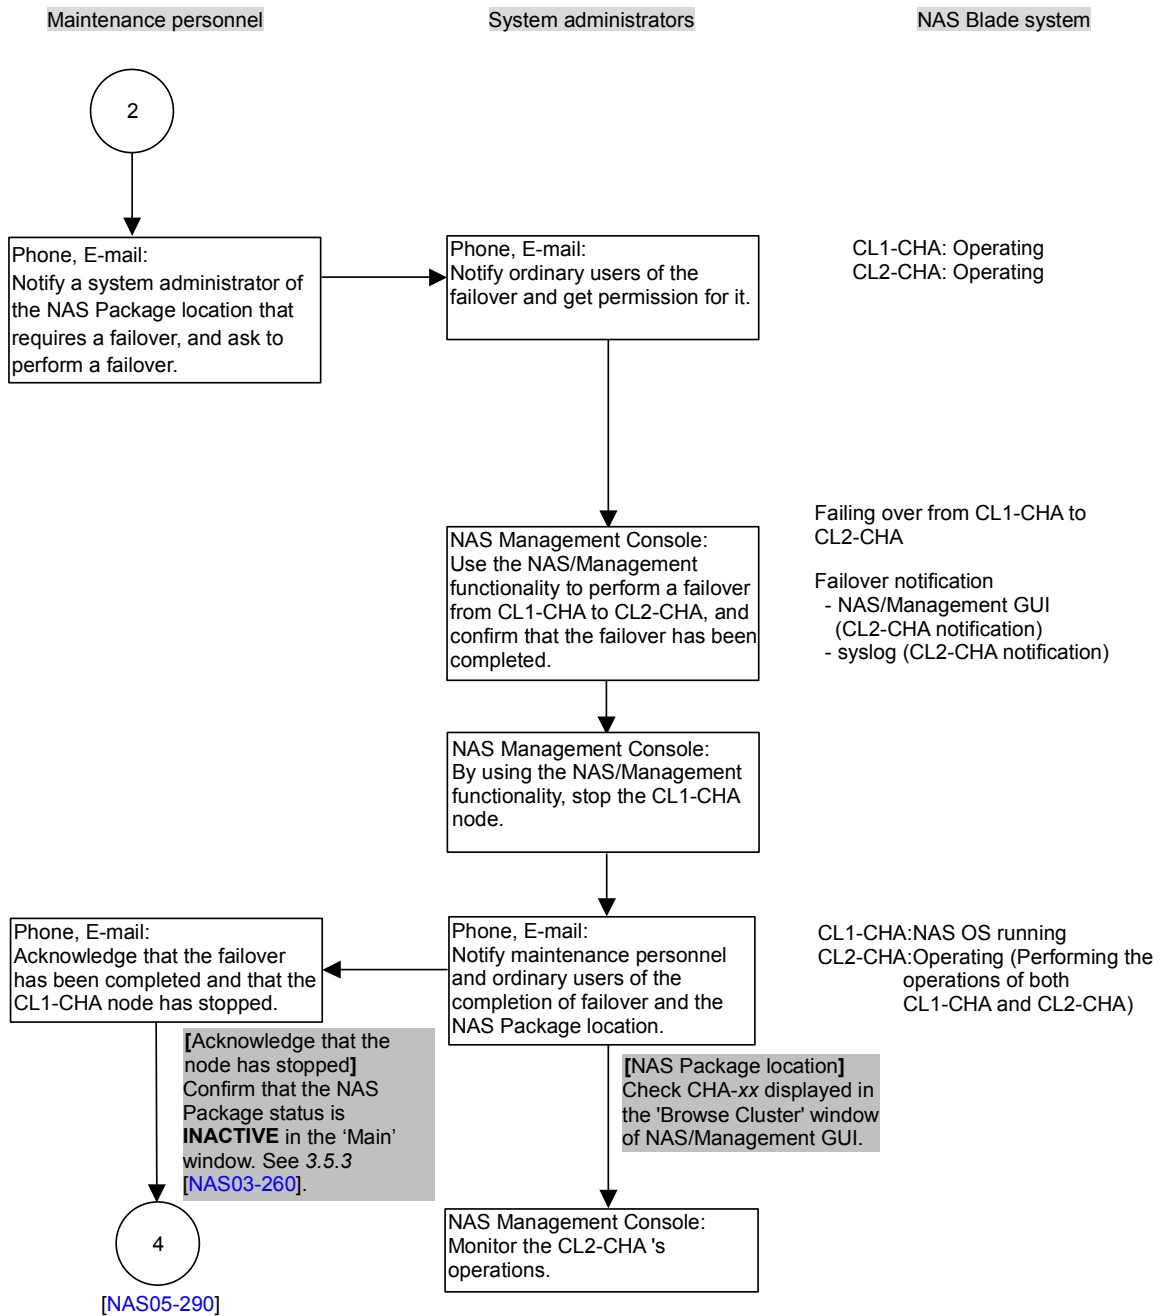 Maintenance personnel
System administrators
NAS Blade system
2
Phone, E-mail:
Notify a system administrator of
the NAS Package location that
requires a failover, and ask to
perform a failover.
Phone, E-mail:
Notify ordinary users of the
failover and get permission for it.
CL1-CHA: Operating
CL2-CHA: Operating
NAS Management Console:
Use the NAS/Management
functionality to perform a failover
from CL1-CHA to CL2-CHA, and
confirm that the failover has been
completed.
Failing over from CL1-CHA to
CL2-CHA
Failover notification
- NAS/Management GUI
(CL2-CHA notification)
- syslog (CL2-CHA notification)
NAS Management Console:
By using the NAS/Management
functionality, stop the CL1-CHA
node.
Phone, E-mail:
Acknowledge that the failover
has been completed and that the
CL1-CHA node has stopped.
Phone, E-mail:
Notify maintenance personnel
and ordinary users of the
completion of failover and the
NAS Package location.
CL1-CHA:NAS OS running
CL2-CHA:Operating (Performing the
operations of both
CL1-CHA and CL2-CHA)
[Acknowledge that the
node has stopped]
Confirm that the NAS
Package status is
INACTIVE in the ‘Main’
window. See 3.5.3
[NAS03-260].
[NAS Package location]
Check CHA-xx displayed in
the 'Browse Cluster' window
of NAS/Management GUI.
4
[NAS05-290]
NAS Management Console:
Monitor the CL2-CHA 's
operations.